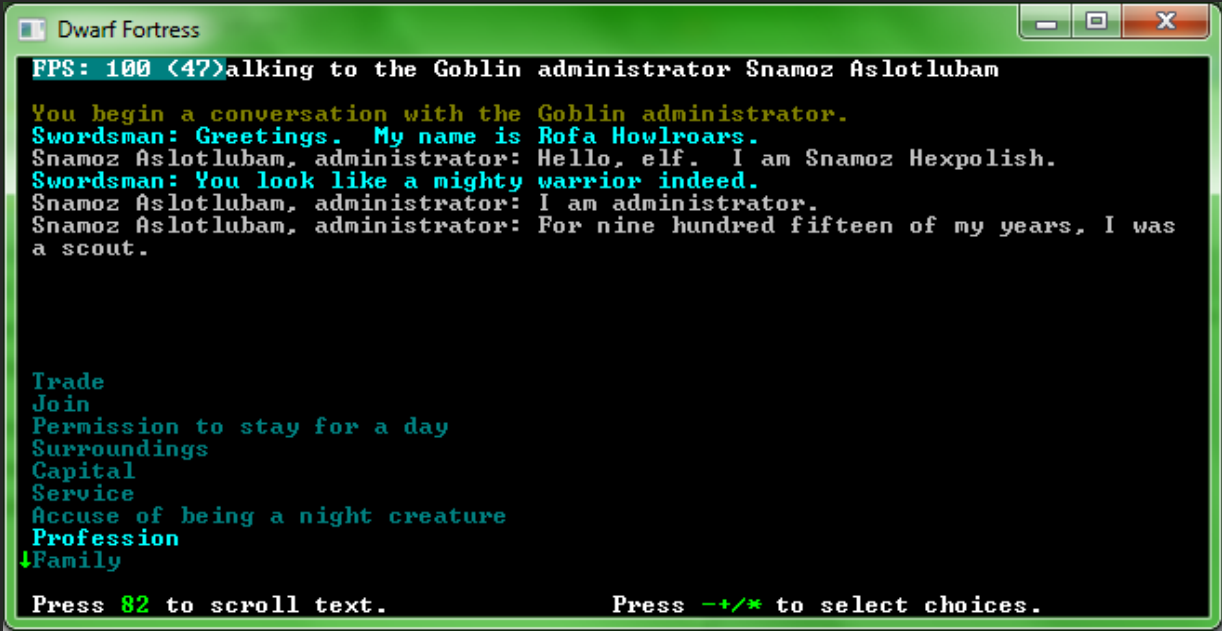 Dwarf Fortress
FPS: 100 (47)alking to the Goblin administrator Snamoz Aslotlubam
You begin a conversation with the Goblin administrator.
Swordsman: Greetings.  My name is Rofa Howlroars.
Snamoz Aslotlubam, administrator: Hello, elf.  I am Snamoz Hexpolish.
Swordsman: You look like a mighty warrior indeed.
Snamoz Aslotlubam, administrator: I am administrator.
Snamoz Aslotlubam, administrator: For nine hundred fifteen of my years, I was
a scout.
Trade
Join
Permission to stay for a day
Surroundings
Capital
Service
Accuse of being a night creature
Profession
↓Family
Press 82 to scroll text. Press -+/* to select choices.